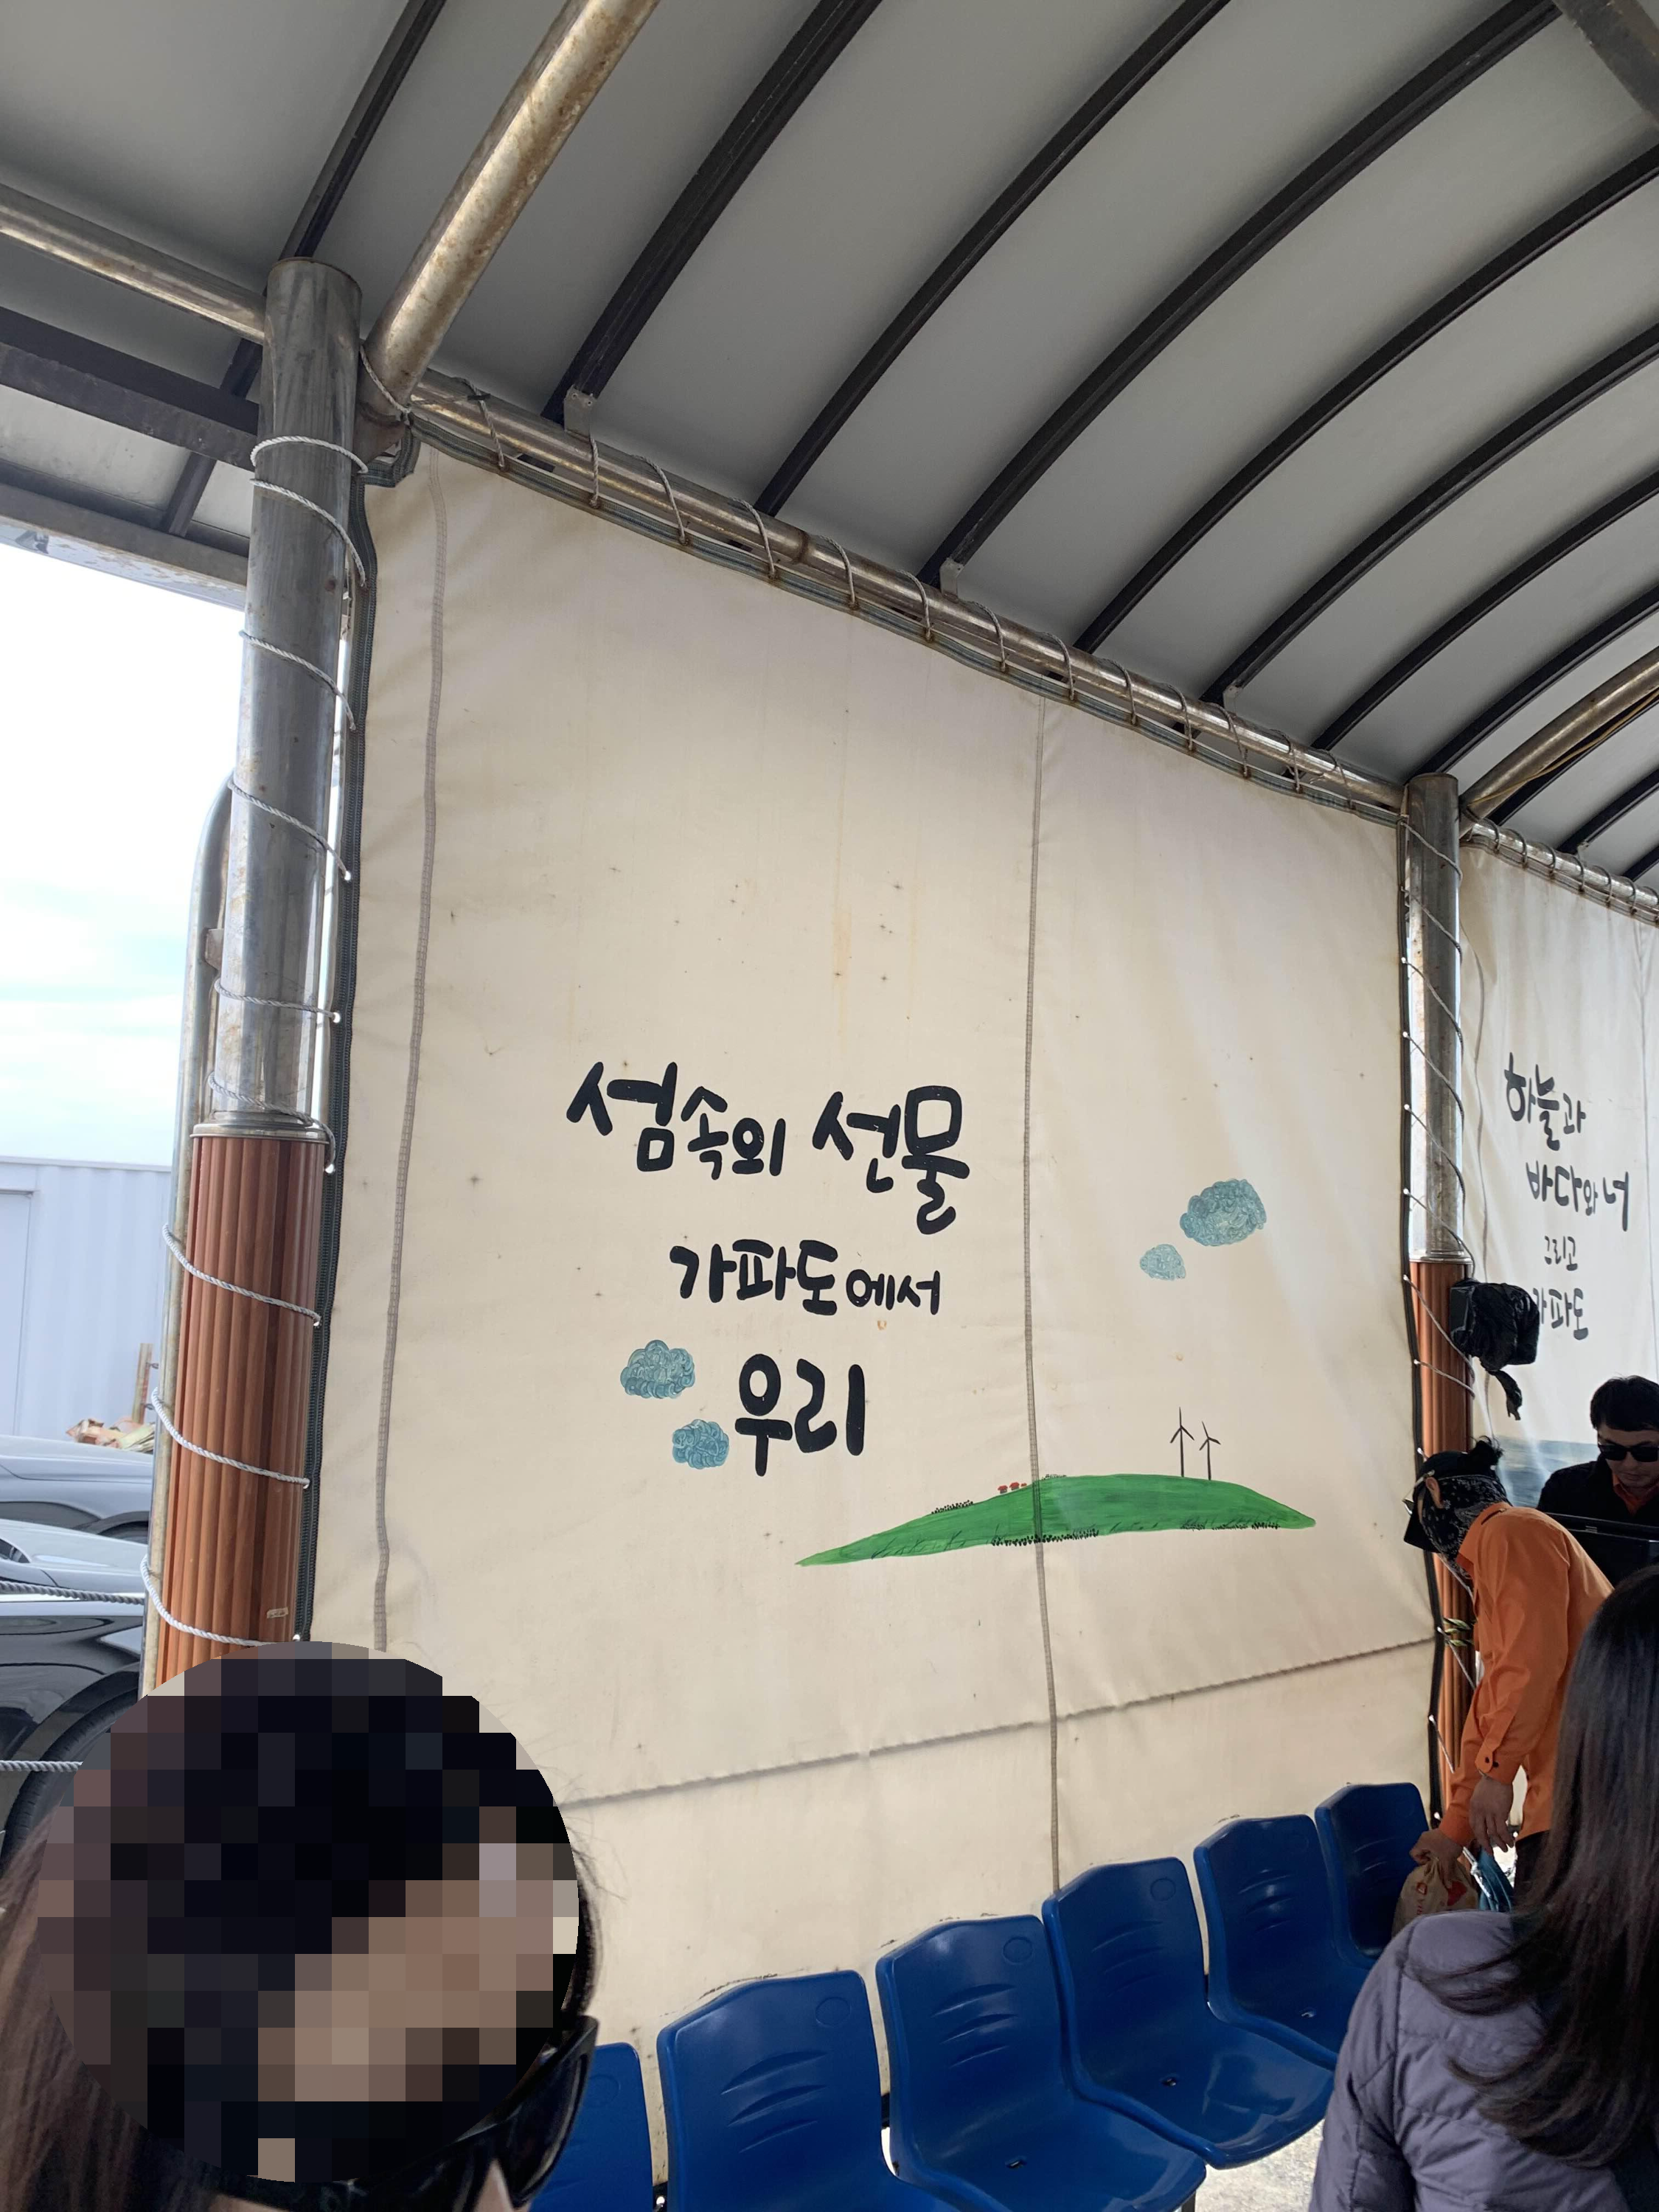 섬속의 선물
가파도에서
우리
하늘과
바다와 너
그리고
가파도